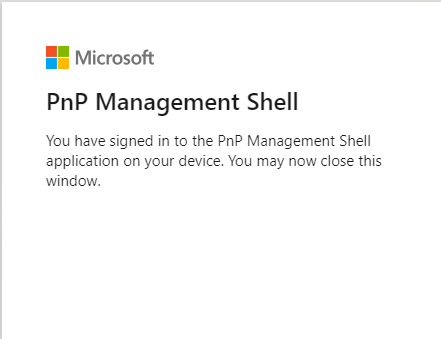 Microsoft
PnP Management Shell
You have signed in to the PnP Management Shell
application on your device. You may now close this
window.